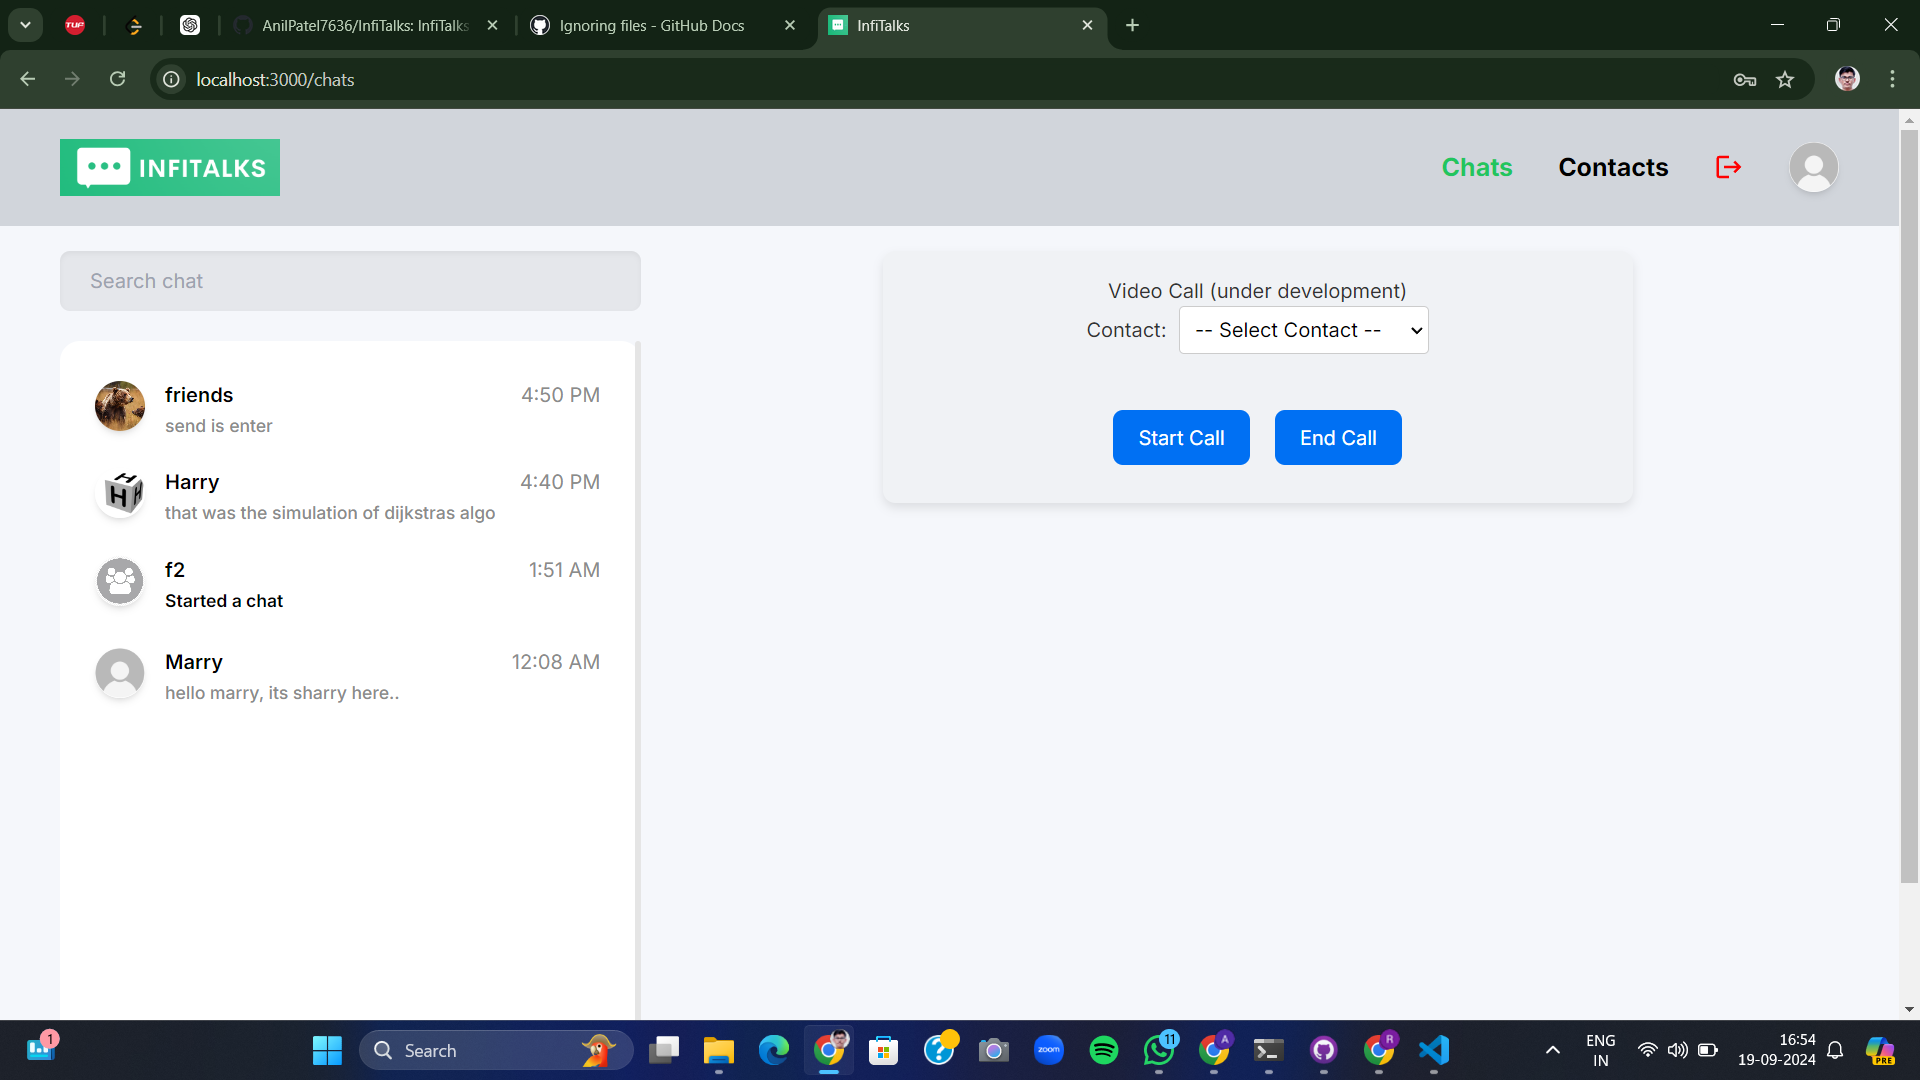 TUF
AnilPatel7636/InfiTalks: InfiTalks
Ignoring files - GitHub Docs
InfiTalks
localhost:3000/chats
INFITALKS
Chats
Contacts
Search chat
Video Call (under development)
Contact:
-- Select Contact --
Start Call
End Call
friends
4:50 PM
send is enter
Harry
4:40 PM
that was the simulation of dijkstras algo
f2
1:51 AM
Started a chat
Marry
12:08 AM
hello marry, its sharry here..
1
Search
zoom
11
A
R
ENG
IN
16:54
19-09-2024
PRE